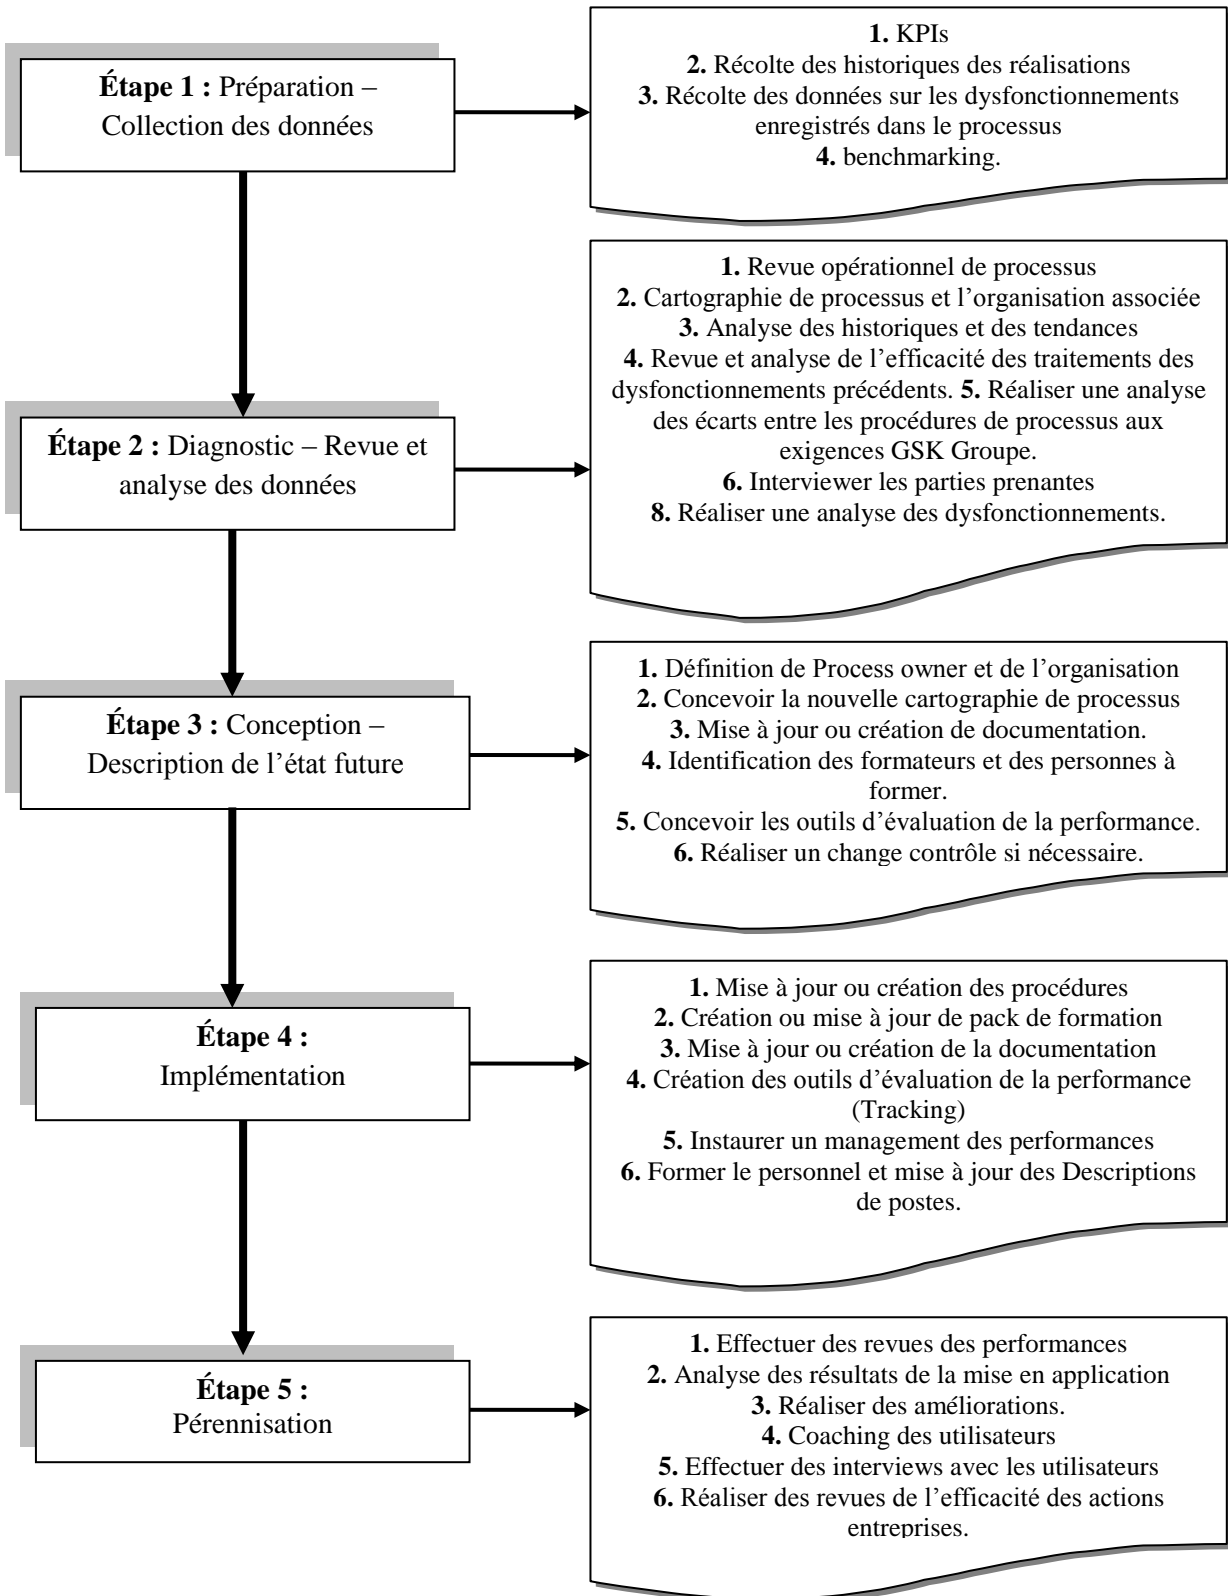 Étape 1 : Préparation –
Collection des données
1. KPIs
2. Récolte des historiques des réalisations
3. Récolte des données sur les dysfonctionnements
enregistrés dans le processus
4. benchmarking.
Étape 2 : Diagnostic – Revue et
analyse des données
1. Revue opérationnel de processus
2. Cartographie de processus et l’organisation associée
3. Analyse des historiques et des tendances
4. Revue et analyse de l’efficacité des traitements des
dysfonctionnements précédents. 5. Réaliser une analyse
des écarts entre les procédures de processus aux
exigences GSK Groupe.
6. Interviewer les parties prenantes
8. Réaliser une analyse des dysfonctionnements.
Étape 3 : Conception –
Description de l’état future
1. Définition de Process owner et de l’organisation
2. Concevoir la nouvelle cartographie de processus
3. Mise à jour ou création de documentation.
4. Identification des formateurs et des personnes à
former.
5. Concevoir les outils d’évaluation de la performance.
6. Réaliser un change contrôle si nécessaire.
Étape 4 :
Implémentation
1. Mise à jour ou création des procédures
2. Création ou mise à jour de pack de formation
3. Mise à jour ou création de la documentation
4. Création des outils d’évaluation de la performance
(Tracking)
5. Instaurer un management des performances
6. Former le personnel et mise à jour des Descriptions
de postes.
Étape 5 :
Pérennisation
1. Effectuer des revues des performances
2. Analyse des résultats de la mise en application
3. Réaliser des améliorations.
4. Coaching des utilisateurs
5. Effectuer des interviews avec les utilisateurs
6. Réaliser des revues de l’efficacité des actions
entreprises.